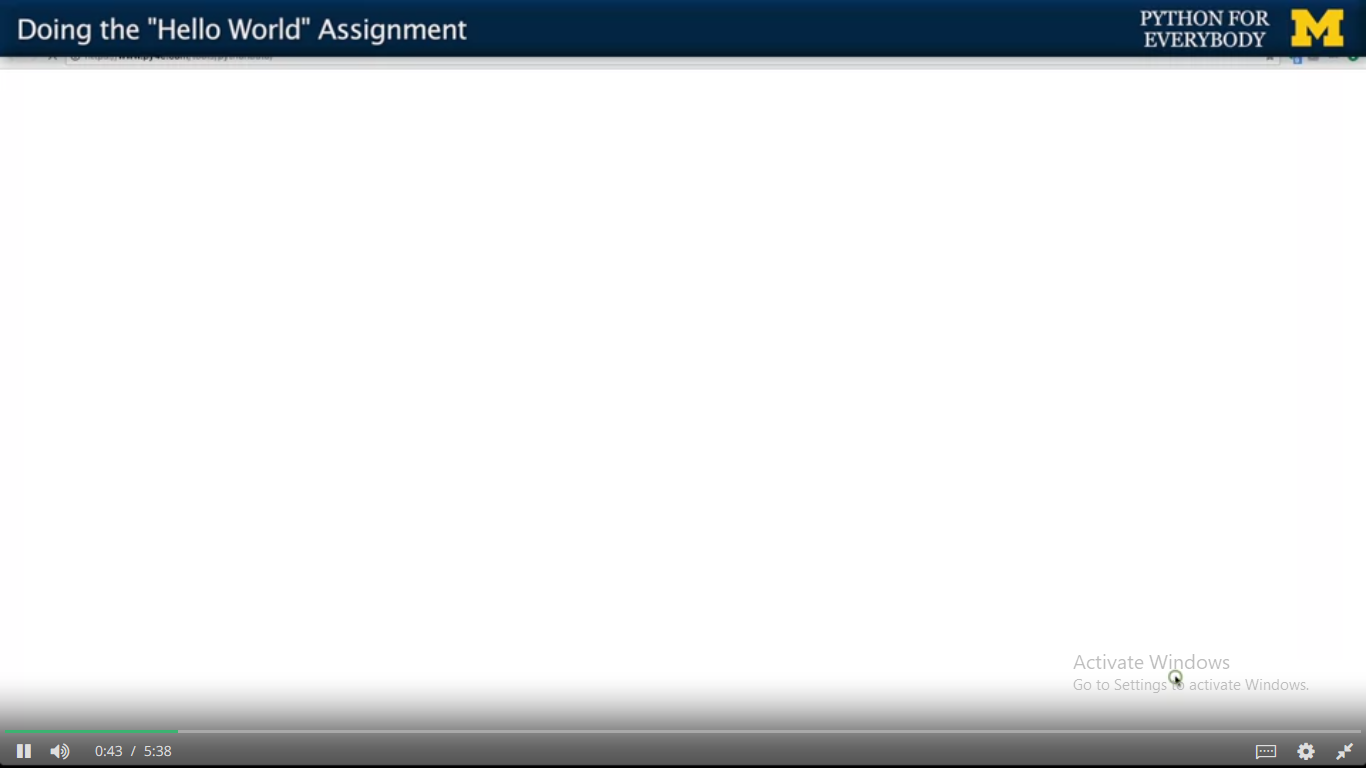 Doing the "Hello World" Assignment
PYTHON FOR
EVERYBODY
M
Activate Windows
Go to Settings to activate Windows.
0:43 / 5:38